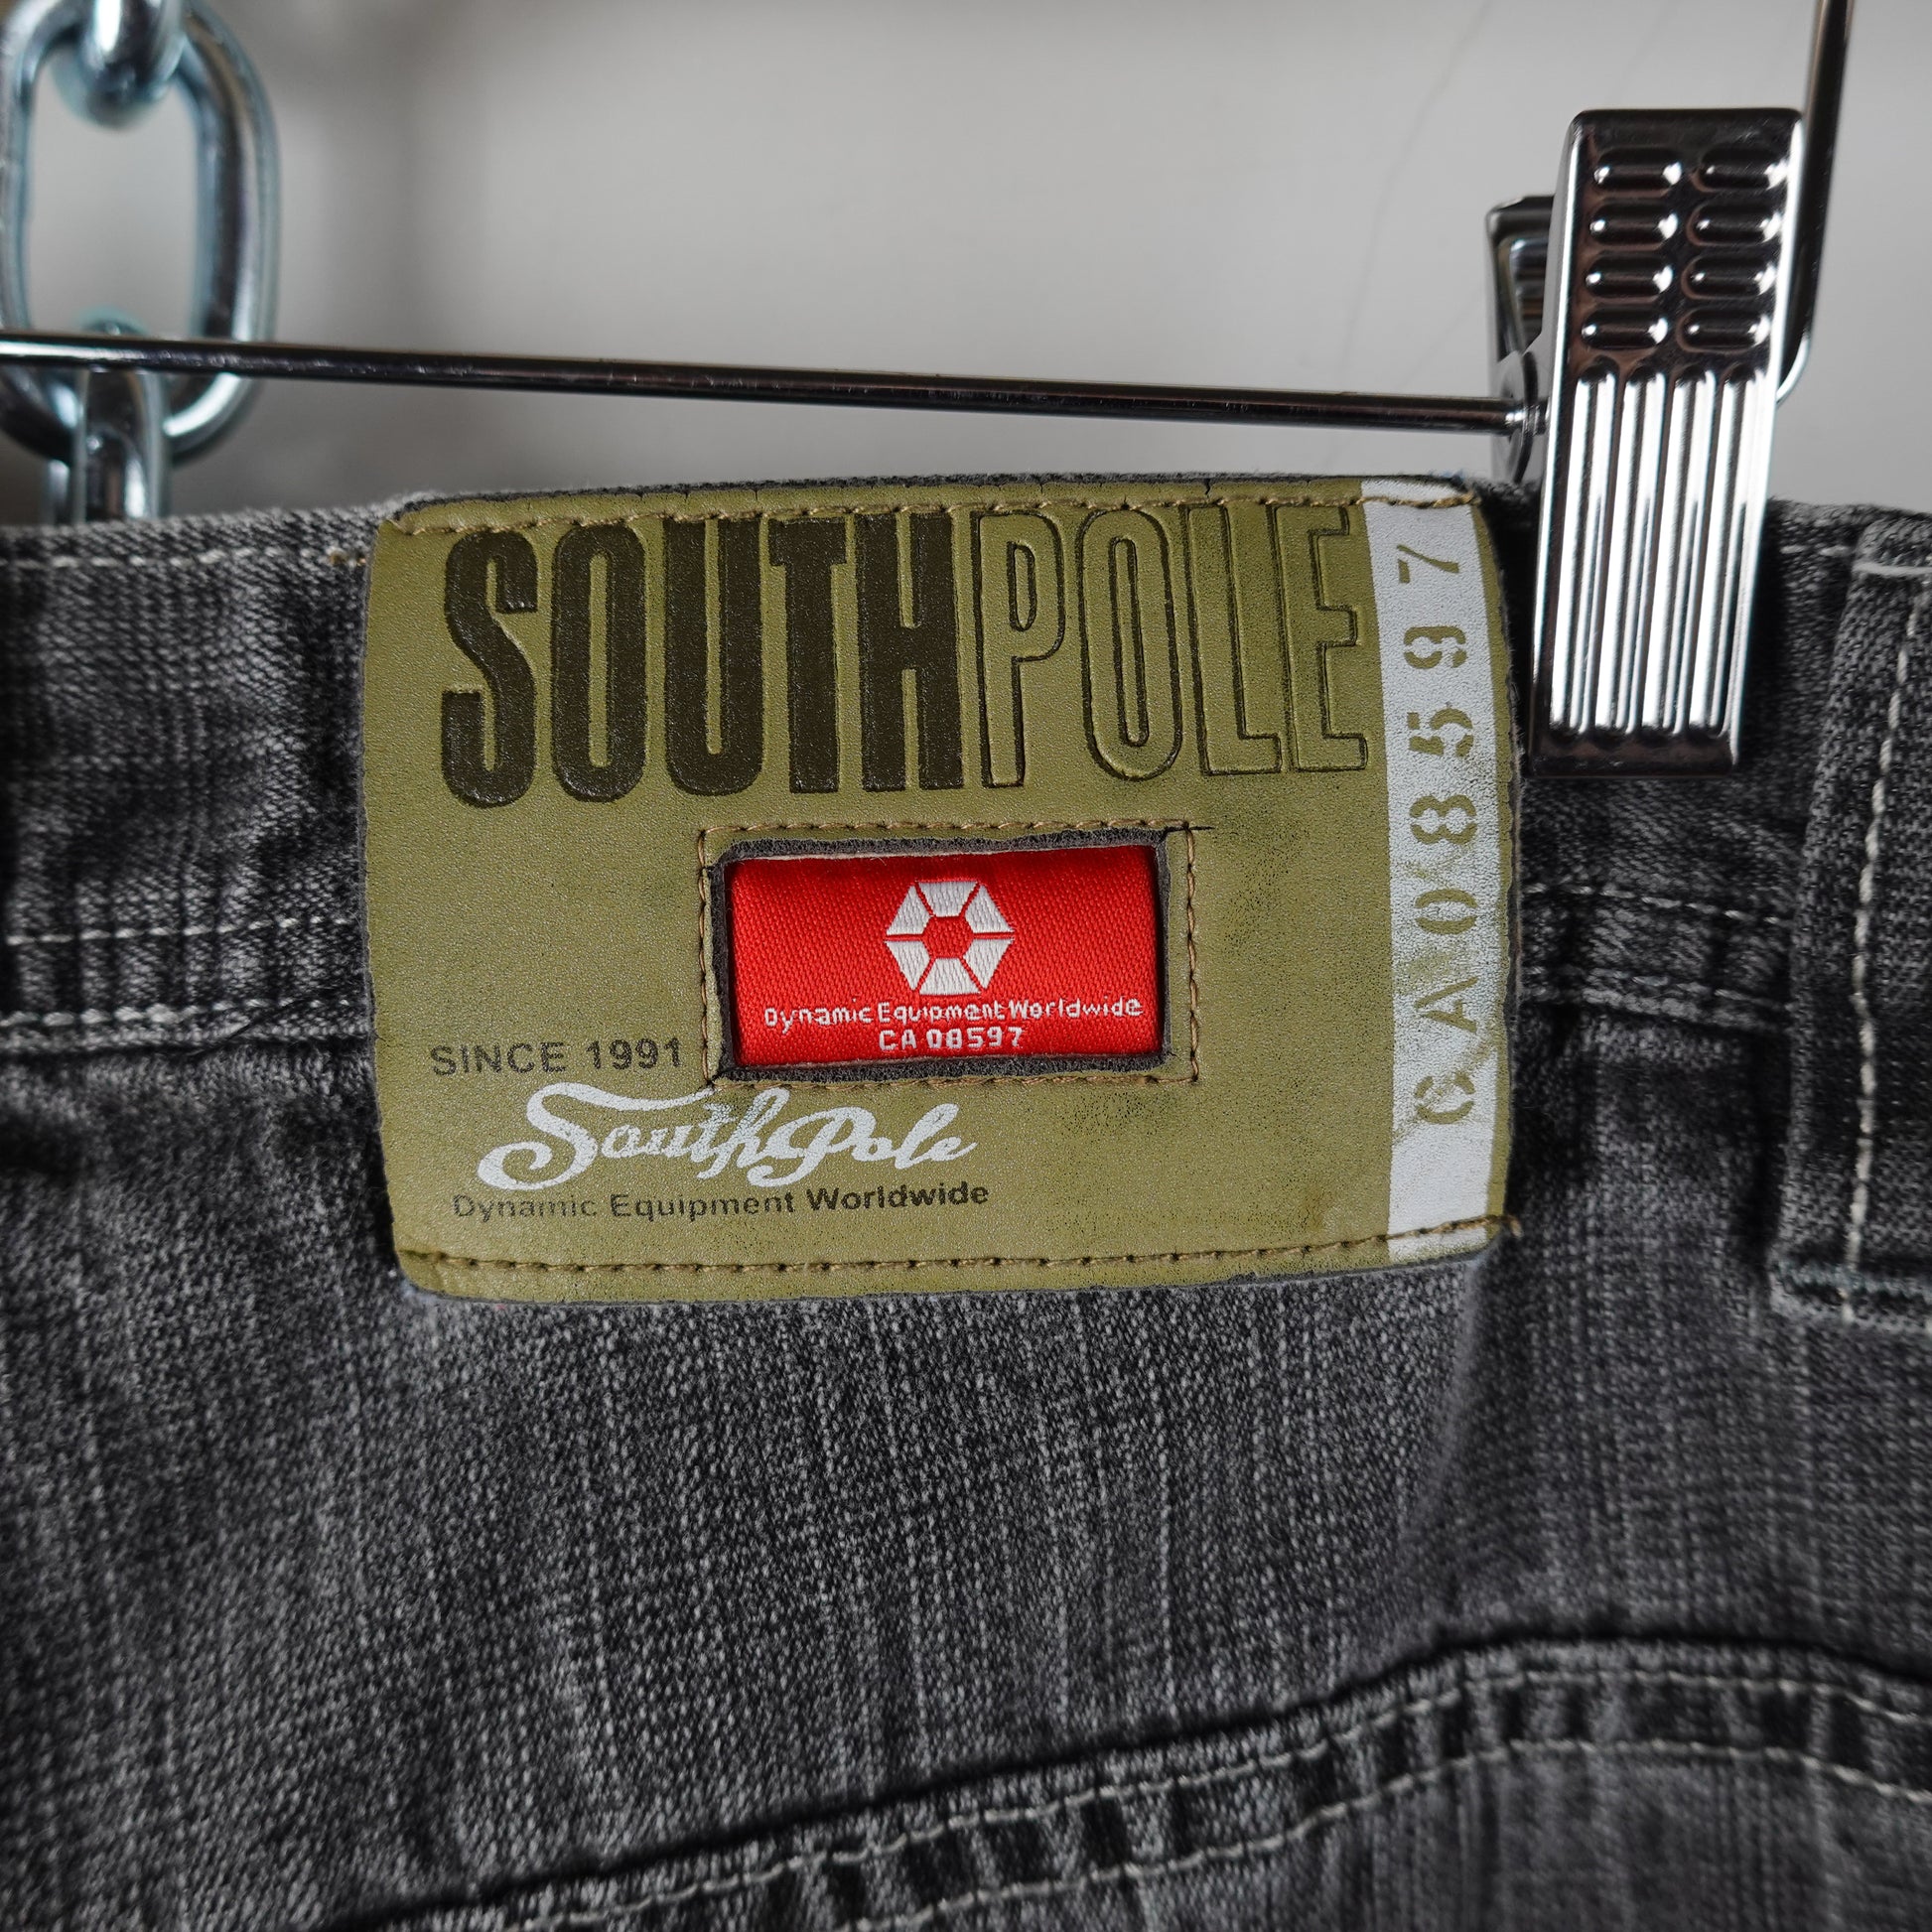 SOUTHPOLE
CA08597
Dynamic Equipment Worldwide
CA 08597
SINCE 1991
SouthPole
Dynamic Equipment Worldwide